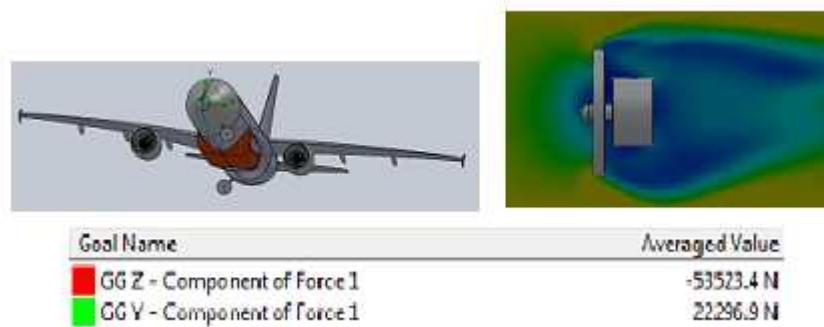 Goal Name Averaged Value
GG Z - Component of Force 1 -53523.4 N
GG Y - Component of Force 1 22296.9 N